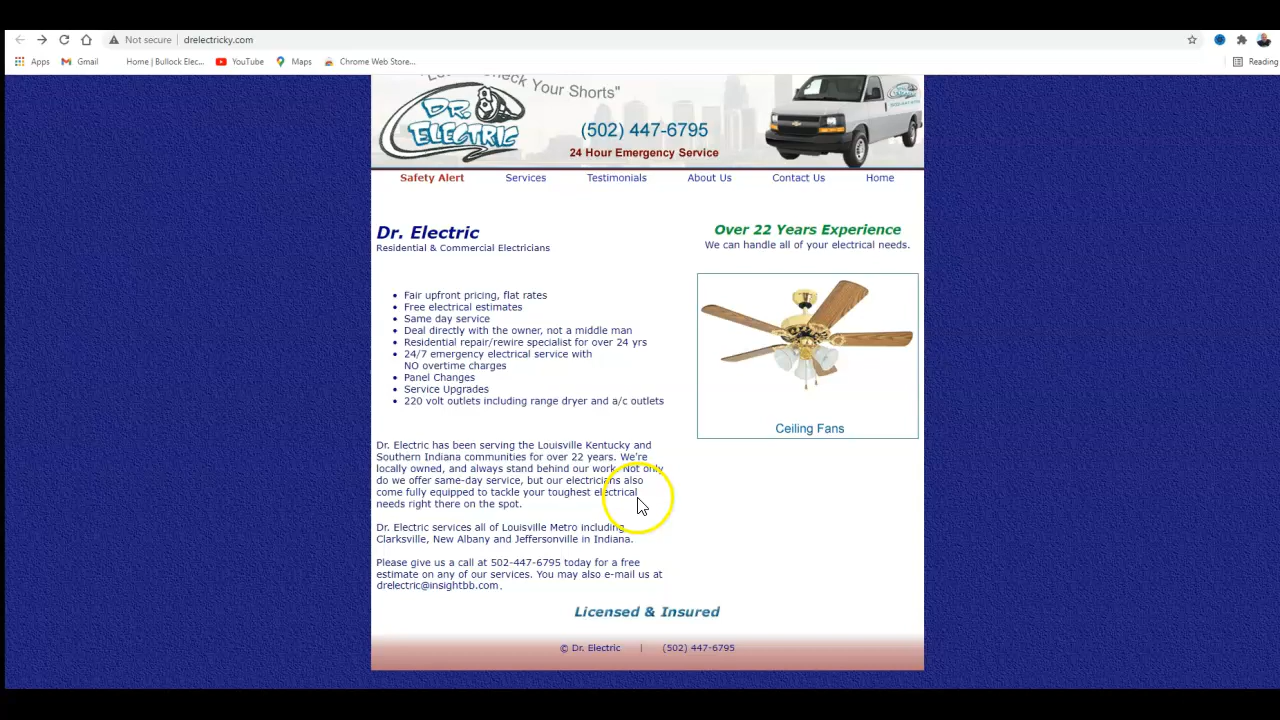 Not secure | drelectricky.com
Apps Gmail Home | Bullock Elec... YouTube Maps Chrome Web Store... Reading
Check Your Shorts"
DR. ELECTRIC
(502) 447-6795
24 Hour Emergency Service
Safety Alert Services Testimonials About Us Contact Us Home
Dr. Electric
Residential & Commercial Electricians
Over 22 Years Experience
We can handle all of your electrical needs.
• Fair upfront pricing, flat rates
• Free electrical estimates
• Same day service
• Deal directly with the owner, not a middle man
• Residential repair/rewire specialist for over 24 yrs
• 24/7 emergency electrical service with
NO overtime charges
• Panel Changes
• Service Upgrades
• 220 volt outlets including range dryer and a/c outlets
Ceiling Fans
Dr. Electric has been serving the Louisville Kentucky and
Southern Indiana communities for over 22 years. We're
locally owned, and always stand behind our work. Not only
do we offer same-day service, but our electricians also
come fully equipped to tackle your toughest electrical
needs right there on the spot.
Dr. Electric services all of Louisville Metro including
Clarksville, New Albany and Jeffersonville in Indiana.
Please give us a call at 502-447-6795 today for a free
estimate on any of our services. You may also e-mail us at
drelectric@insightbb.com.
Licensed & Insured
© Dr. Electric | (502) 447-6795